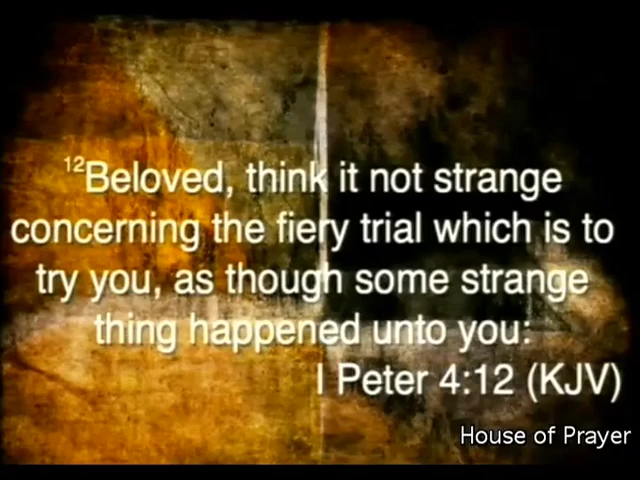 12Beloved, think it not strange
concerning the fiery trial which is to
try you, as though some strange
thing happened unto you:
I Peter 4:12 (KJV)
House of Prayer